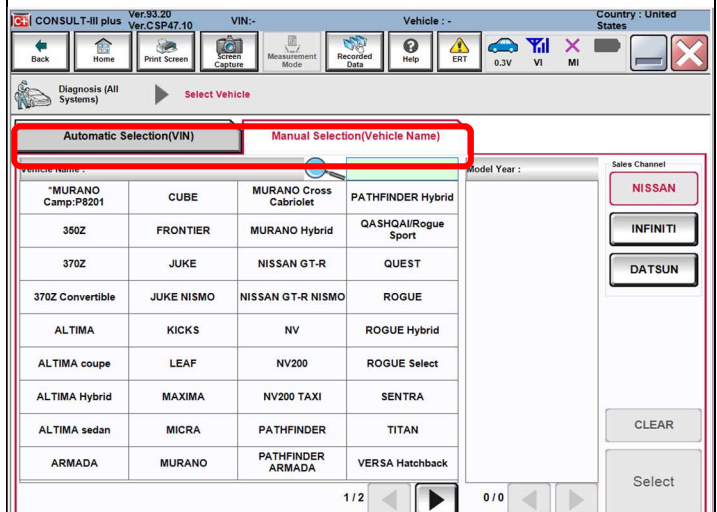 CONSULT-III plus Ver.93.20 VIN:- Vehicle : - Country : United
Ver.CSP47.10 States
Back Home Print Screen Screen Capture Measurement Mode Recorded Data Help ERT 0.3V VI MI
Diagnosis (All Systems) Select Vehicle
Automatic Selection(VIN) Manual Selection(Vehicle Name)
Vehicle Name : Model Year : Sales Channel
*MURANO Camp:P8201 CUBE MURANO Cross Cabriolet PATHFINDER Hybrid NISSAN
350Z FRONTIER MURANO Hybrid QASHQAI/Rogue Sport INFINITI
370Z JUKE NISSAN GT-R QUEST DATSUN
370Z Convertible JUKE NISMO NISSAN GT-R NISMO ROGUE
ALTIMA KICKS NV ROGUE Hybrid
ALTIMA coupe LEAF NV200 ROGUE Select
ALTIMA Hybrid MAXIMA NV200 TAXI SENTRA
ALTIMA sedan MICRA PATHFINDER TITAN CLEAR
ARMADA MURANO PATHFINDER ARMADA VERSA Hatchback Select
1/2 0/0